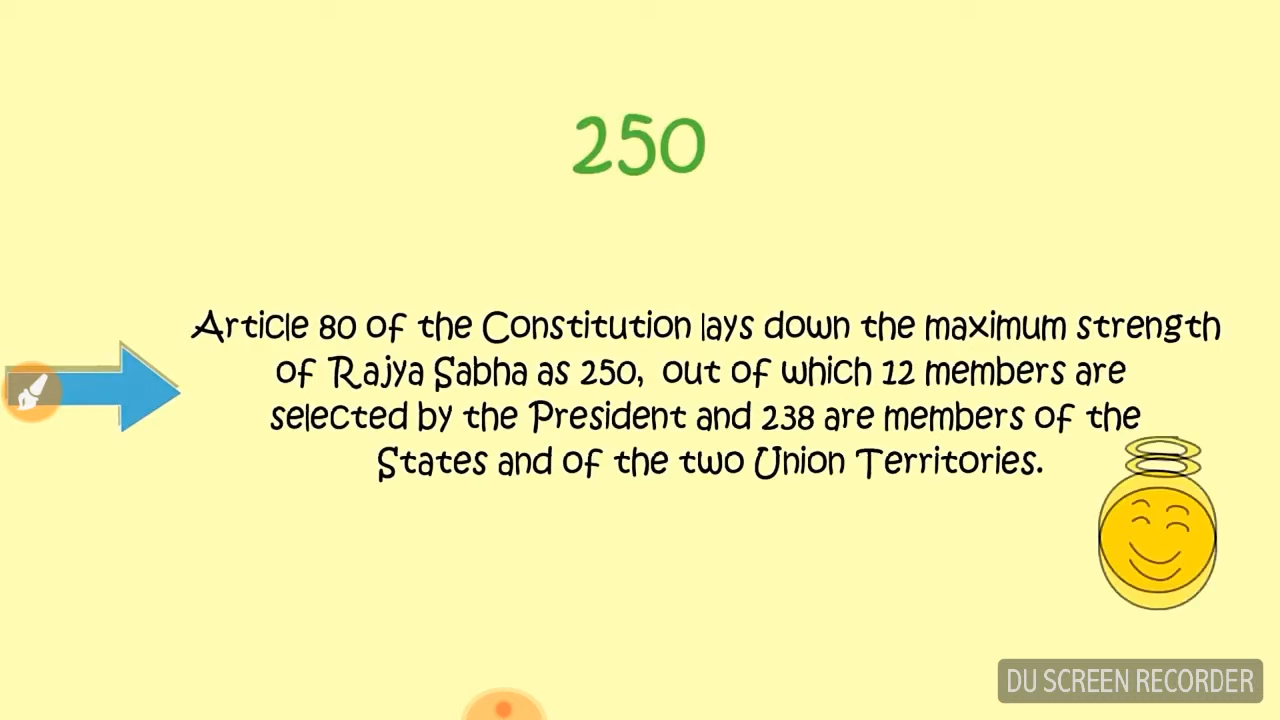 250
Article 80 of the Constitution lays down the maximum strength
of Rajya Sabha as 250, out of which 12 members are
selected by the President and 238 are members of the
States and of the two Union Territories.
DU SCREEN RECORDER